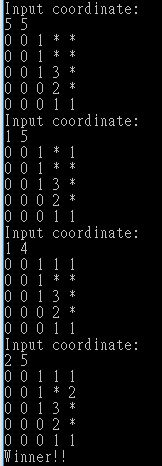 Input coordinate:
5 5
0 0 1 * *
0 0 1 * *
0 0 1 3 *
0 0 0 2 *
0 0 0 1 1
Input coordinate:
1 5
0 0 1 * 1
0 0 1 * *
0 0 1 3 *
0 0 0 2 *
0 0 0 1 1
Input coordinate:
1 4
0 0 1 1 1
0 0 1 * *
0 0 1 3 *
0 0 0 2 *
0 0 0 1 1
Input coordinate:
2 5
0 0 1 1 1
0 0 1 * 2
0 0 1 3 *
0 0 0 2 *
0 0 0 1 1
Winner!!